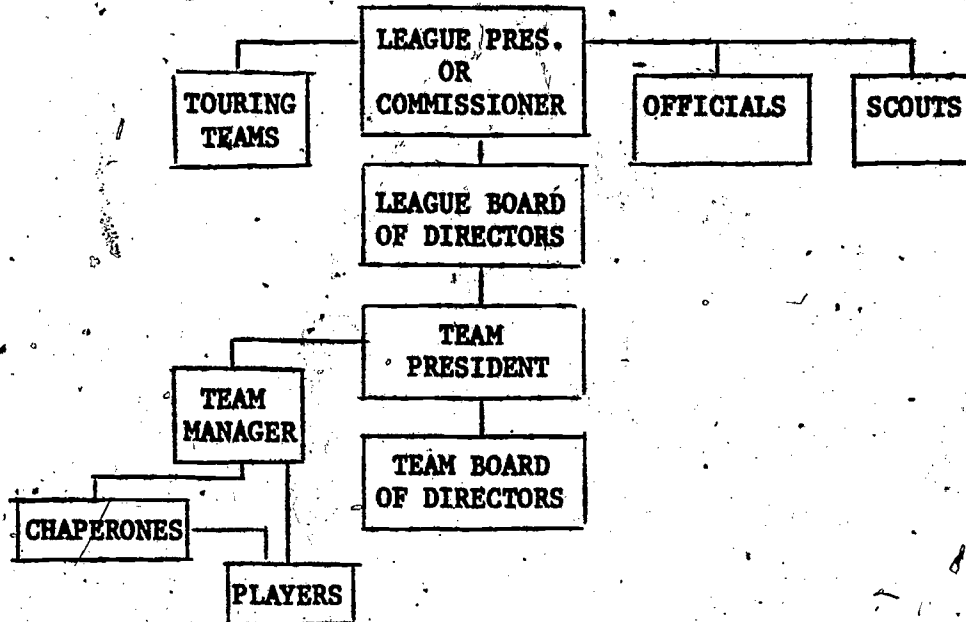 LEAGUE PRES.
OR
COMMISSIONER
TOURING
TEAMS
OFFICIALS
SCOUTS
LEAGUE BOARD
OF DIRECTORS
TEAM
PRESIDENT
TEAM
MANAGER
TEAM BOARD
OF DIRECTORS
CHAPERONES
PLAYERS